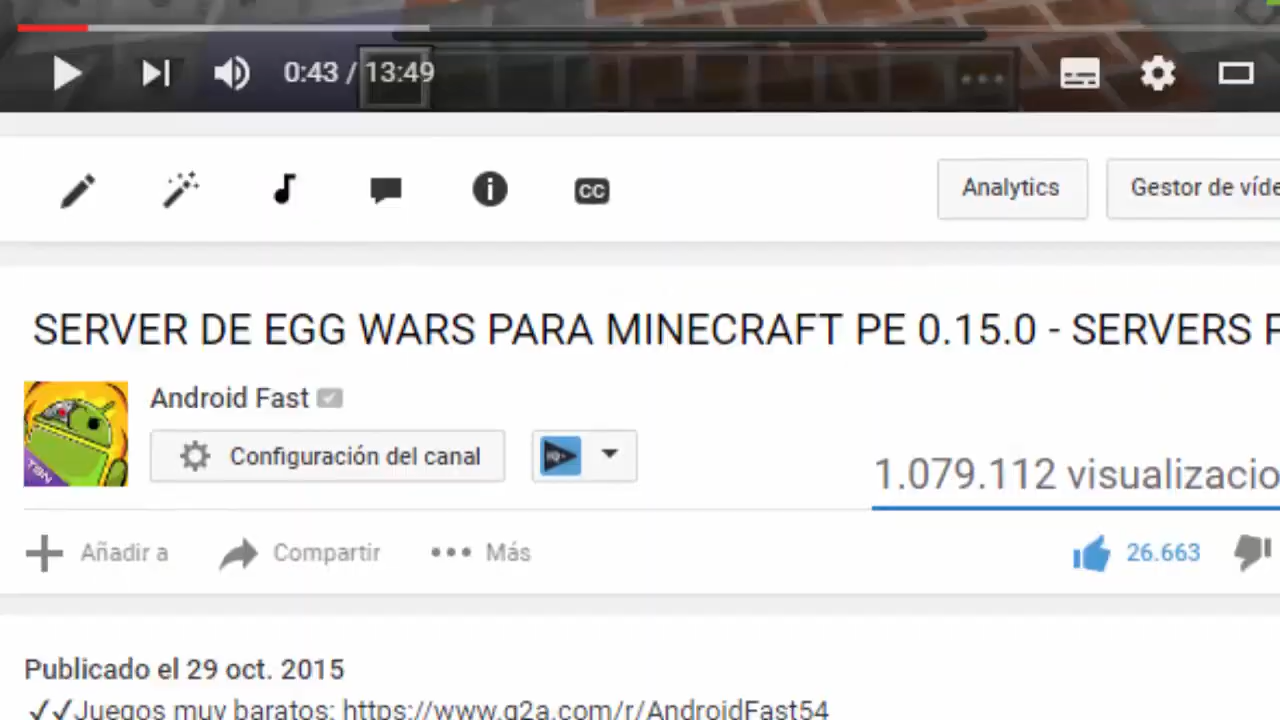 0:43 / 13:49
CC
Analytics
Gestor de víde
SERVER DE EGG WARS PARA MINECRAFT PE 0.15.0 - SERVERS P
Android Fast
TSN
Configuración del canal
1.079.112 visualizacio
Añadir a
Compartir
Más
26.663
Publicado el 29 oct. 2015
✓✓Juegos muy baratos: https://www.g2a.com/r/AndroidFast54